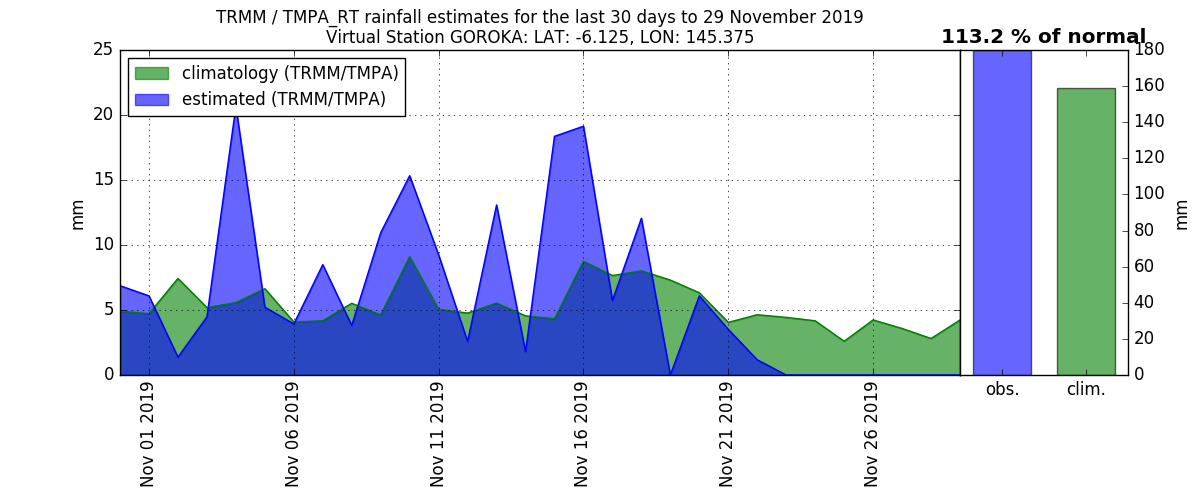 TRMM / TMPA_RT rainfall estimates for the last 30 days to 29 November 2019
Virtual Station GOROKA: LAT: -6.125, LON: 145.375
113.2 % of normal
climatology (TRMM/TMPA)
estimated (TRMM/TMPA)
25
20
15
10
5
0
mm
Nov 01 2019
Nov 06 2019
Nov 11 2019
Nov 16 2019
Nov 21 2019
Nov 26 2019
180
160
140
120
100
80
60
40
20
0
mm
obs.
clim.